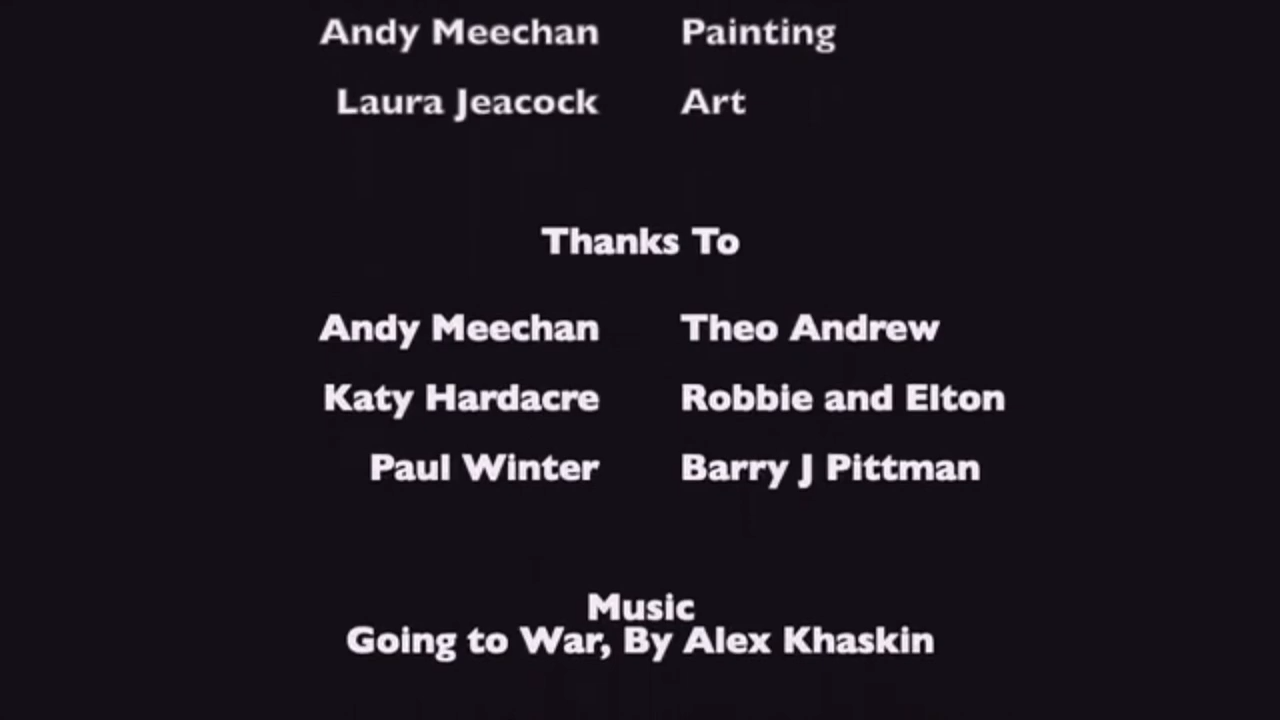 Andy Meechan Painting
Laura Jeacock Art
Thanks To
Andy Meechan Theo Andrew
Katy Hardacre Robbie and Elton
Paul Winter Barry J Pittman
Music
Going to War, By Alex Khaskin